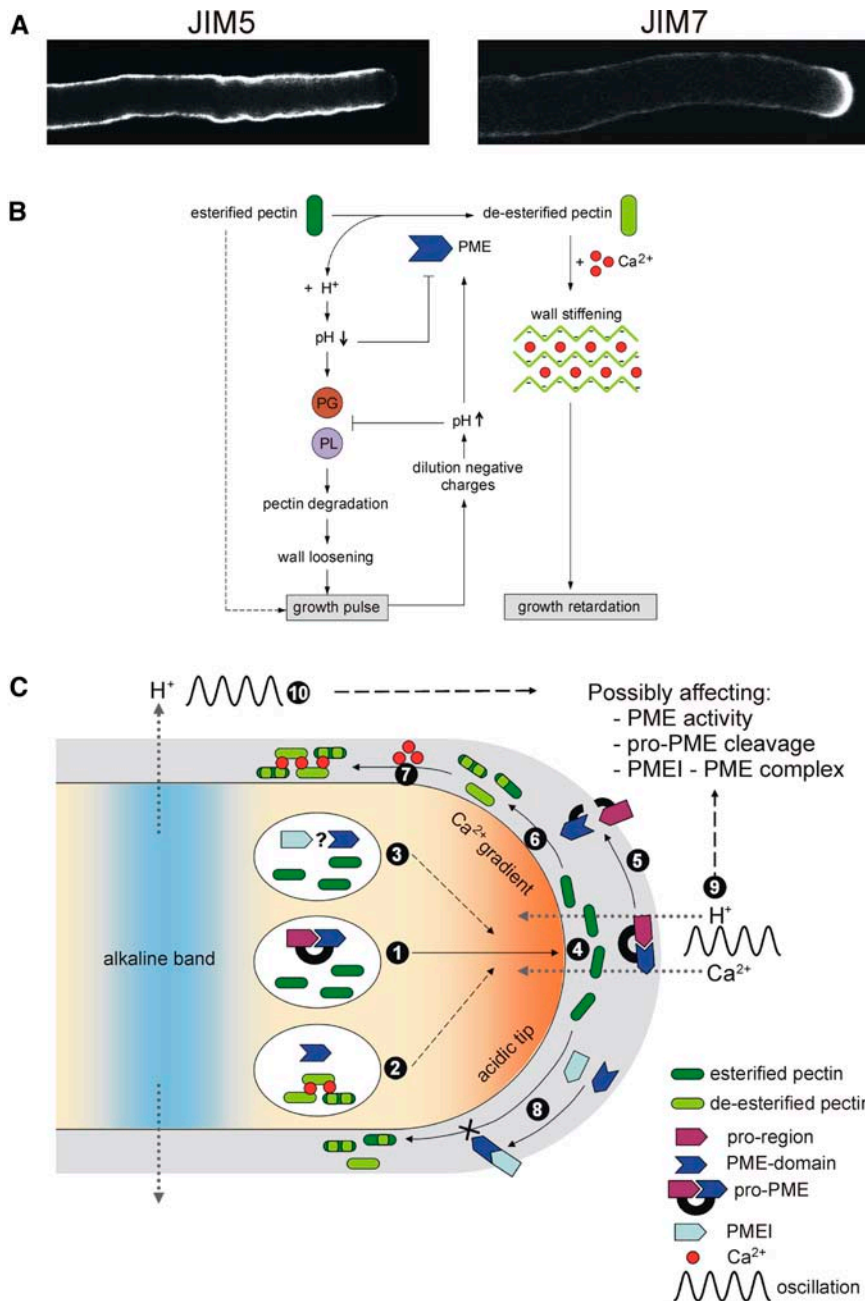 A
JIM5
JIM7
B
esterified pectin
de-esterified pectin
PME
+ H⁺
+ Ca²⁺
pH ↓
wall stiffening
PG
PL
pH ↑
dilution negative
charges
pectin degradation
wall loosening
growth pulse
growth retardation
C
H⁺
10
Possibly affecting:
- PME activity
- pro-PME cleavage
- PMEI - PME complex
7
6
5
Ca²⁺ gradient
?
3
9
H⁺
alkaline band
1
4
Ca²⁺
2
acidic tip
8
esterified pectin
de-esterified pectin
pro-region
PME-domain
pro-PME
PMEI
Ca²⁺
oscillation